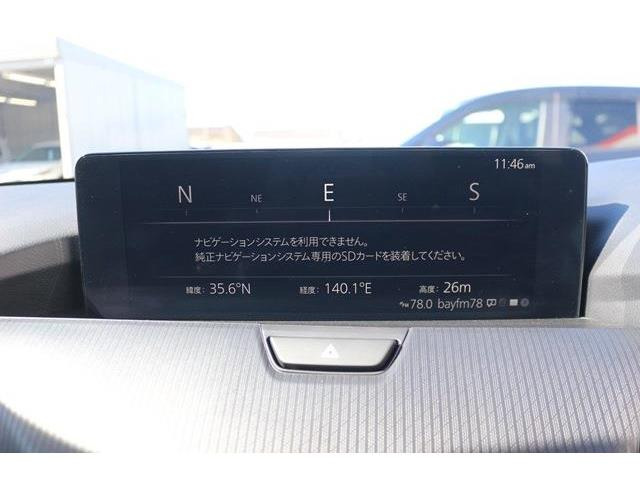 11:46am
N NE E SE S
ナビゲーションシステムを利用できません。
純正ナビゲーションシステム専用のSDカードを装着してください。
緯度: 35.6°N 経度: 140.1°E 高度: 26m
FM 78.0 bayfm78